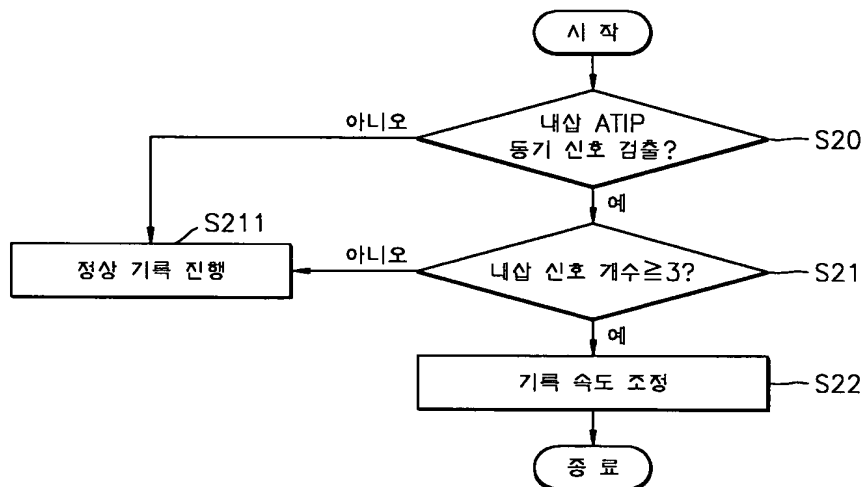 시 작
아니오
내삽 ATIP
동기 신호 검출?
S20
예
S211
정상 기록 진행
아니오
내삽 신호 개수≧3?
S21
예
기록 속도 조정
S22
종 료